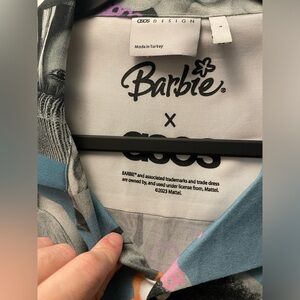 asos DESIGN
Made in Turkey
Barbie®
X
asos
BARBIE™ and associated trademarks and trade dress
are owned by, and used under license from, Mattel.
©2023 Mattel.